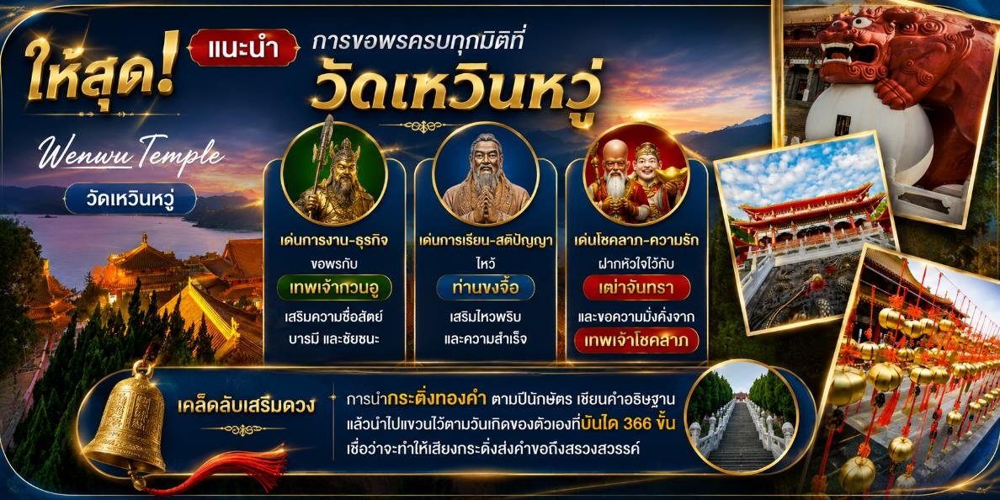 ให้สุด!
แนะนำ
การขอพรครบทุกมิติที่
วัดเหวินหวู่
Wenwu Temple
วัดเหวินหวู่
เด่นการงาน-ธุรกิจ
ขอพรกับ
เทพเจ้ากวนอู
เสริมความซื่อสัตย์
บารมี และชัยชนะ
เด่นการเรียน-สติปัญญา
ไหว้
ท่านขงจื้อ
เสริมไหวพริบ
และความสำเร็จ
เด่นโชคลาภ-ความรัก
ฝากหัวใจไว้กับ
เฒ่าจันทรา
และขอความมั่งคั่งจาก
เทพเจ้าโชคลาภ
เคล็ดลับเสริมดวง
การนำกระติ่งทองคำ ตามปีนักษัตร เขียนคำอธิษฐาน
แล้วนำไปแขวนไว้ตามวันเกิดของตัวเองที่บันได 366 ขั้น
เชื่อว่าจะทำให้เสียงกระดิ่งส่งคำขอถึงสรวงสวรรค์